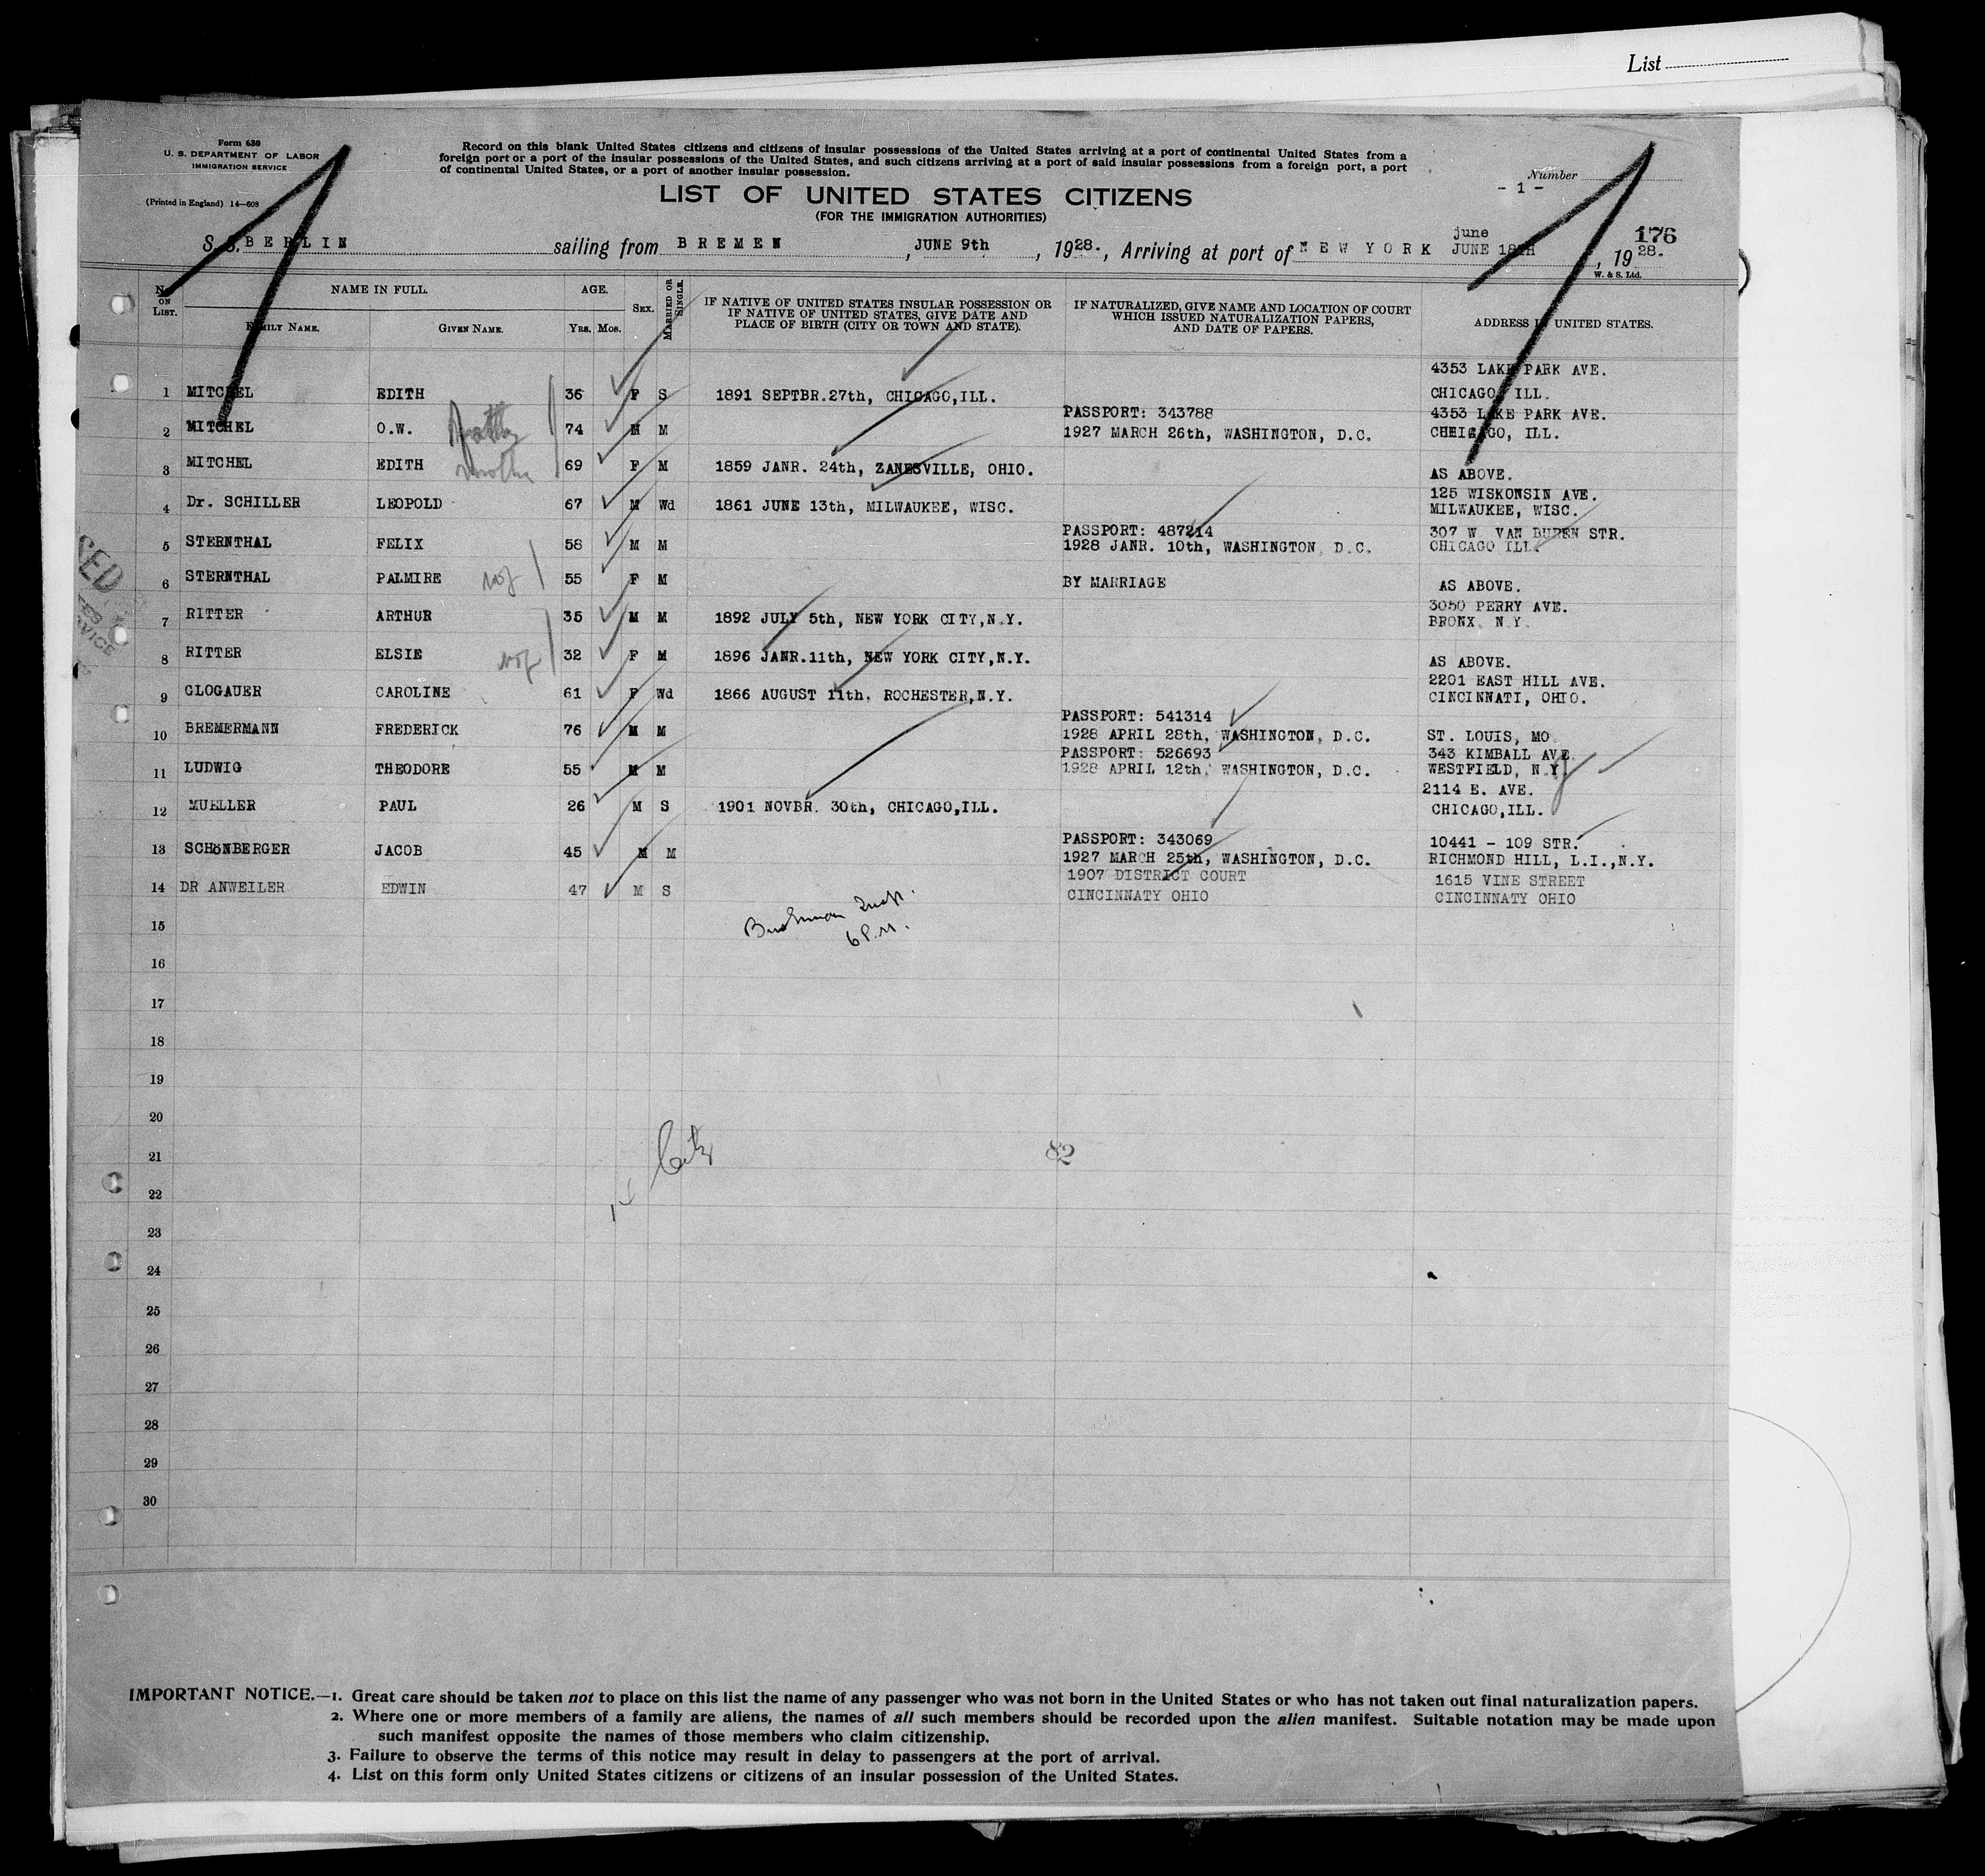 List
Form 630
U. S. DEPARTMENT OF LABOR
IMMIGRATION SERVICE
(Printed in England) 14—608
Record on this blank United States citizens and citizens of insular possessions of the United States arriving at a port of continental United States from a
foreign port or a port of the insular possessions of the United States, and such citizens arriving at a port of said insular possessions from a foreign port, a port
of continental United States, or a port of another insular possession.
Number
- 1 -
LIST OF UNITED STATES CITIZENS
(FOR THE IMMIGRATION AUTHORITIES)
176
june
S. S. BERLIN sailing from BREMEN, JUNE 9th, 1928., Arriving at port of NEW YORK JUNE 18TH, 1928.
W. & S. Ltd.
No. ON LIST. NAME IN FULL. FAMILY NAME. GIVEN NAME. AGE. YRS. MOS. SEX. MARRIED OR SINGLE. IF NATIVE OF UNITED STATES INSULAR POSSESSION OR IF NATIVE OF UNITED STATES, GIVE DATE AND PLACE OF BIRTH (CITY OR TOWN AND STATE). IF NATURALIZED, GIVE NAME AND LOCATION OF COURT WHICH ISSUED NATURALIZATION PAPERS, AND DATE OF PAPERS. ADDRESS IN UNITED STATES.
4353 LAKE PARK AVE.
1 MITCHEL EDITH 36 F S 1891 SEPTBR.27th, CHICAGO,ILL. CHICAGO, ILL.
PASSPORT: 343788 4353 LAKE PARK AVE.
2 MITCHEL O.W. 74 M M 1927 MARCH 26th, WASHINGTON, D.C. CHEICAGO, ILL.
3 MITCHEL EDITH mother 69 F M 1859 JANR. 24th, ZANESVILLE, OHIO. AS ABOVE.
125 WISKONSIN AVE.
4 Dr. SCHILLER LEOPOLD 67 M Wd 1861 JUNE 13th, MILWAUKEE, WISC. MILWAUKEE, WISC.
PASSPORT: 487214 307 W VAN BUREN STR.
5 STERNTHAL FELIX 58 M M 1928 JANR. 10th, WASHINGTON, D.C. CHICAGO ILL.
6 STERNTHAL PALMIRE wf 55 F M BY MARRIAGE AS ABOVE.
3050 PERRY AVE.
7 RITTER ARTHUR 35 M M 1892 JULY 5th, NEW YORK CITY,N.Y. BRONX, N.Y.
8 RITTER ELSIE wf 32 F M 1896 JANR.11th, NEW YORK CITY,N.Y. AS ABOVE.
2201 EAST HILL AVE.
9 GLOGAUER CAROLINE 61 F Wd 1866 AUGUST 11th, ROCHESTER,N.Y. CINCINNATI, OHIO.
PASSPORT: 541314
10 BREMERMANN FREDERICK 76 M M 1928 APRIL 28th, WASHINGTON, D.C. ST. LOUIS, MO
PASSPORT: 526693 343 KIMBALL AVE
11 LUDWIG THEODORE 55 M M 1928 APRIL 12th, WASHINGTON, D.C. WESTFIELD, N.Y.
2114 E. AVE.
12 MUELLER PAUL 26 M S 1901 NOVBR. 30th, CHICAGO,ILL. CHICAGO,ILL.
PASSPORT: 343069 10441 - 109 STR.
13 SCHöNBERGER JACOB 45 M M 1927 MARCH 25th, WASHINGTON, D.C. RICHMOND HILL, L.I.,N.Y.
1907 DISTRICT COURT 1615 VINE STREET
14 DR ANWEILER EDWIN 47 M S CINCINNATY OHIO CINCINNATY OHIO
15
6 P.M.
16
17
18
19
20
21
82
22
23
24
25
26
27
28
29
30
IMPORTANT NOTICE.—1. Great care should be taken not to place on this list the name of any passenger who was not born in the United States or who has not taken out final naturalization papers.
2. Where one or more members of a family are aliens, the names of all such members should be recorded upon the alien manifest. Suitable notation may be made upon
such manifest opposite the names of those members who claim citizenship.
3. Failure to observe the terms of this notice may result in delay to passengers at the port of arrival.
4. List on this form only United States citizens or citizens of an insular possession of the United States.